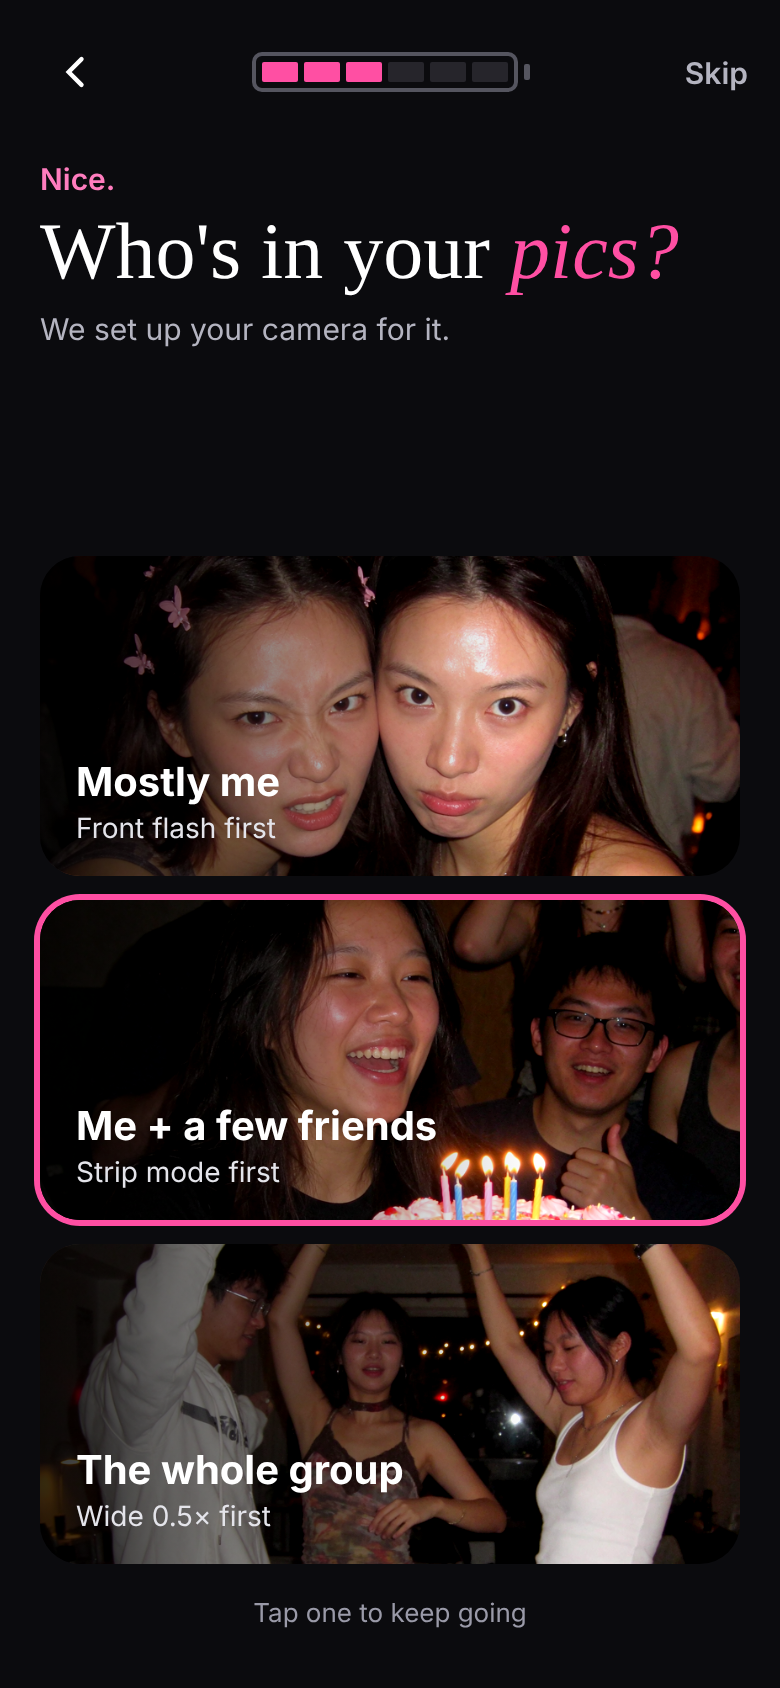 Skip
Nice.
Who's in your pics?
We set up your camera for it.
Mostly me
Front flash first
Me + a few friends
Strip mode first
The whole group
Wide 0.5× first
Tap one to keep going